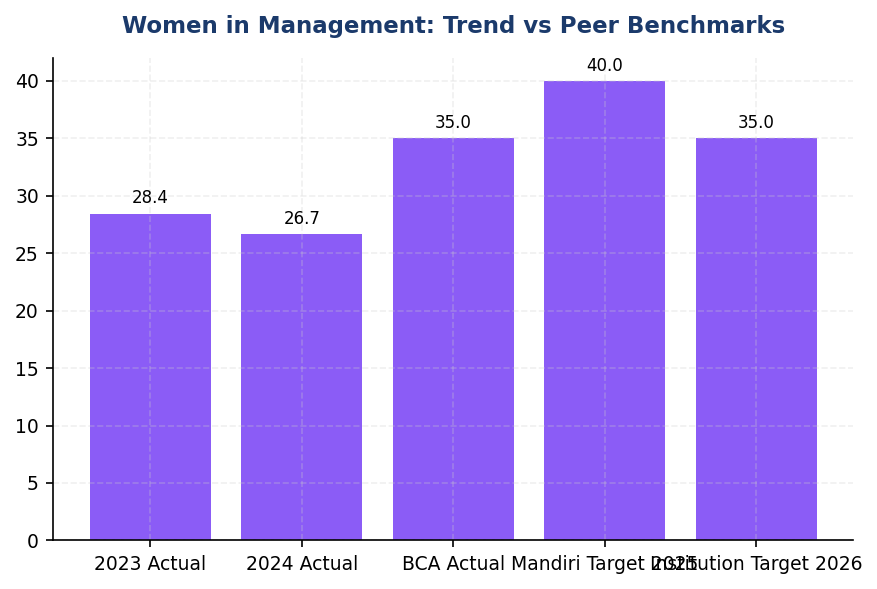 Women in Management: Trend vs Peer Benchmarks
40
35
30
25
20
15
10
5
0
28.4
26.7
35.0
40.0
35.0
2023 Actual
2024 Actual
BCA Actual
Mandiri Target 2025
Institution Target 2026